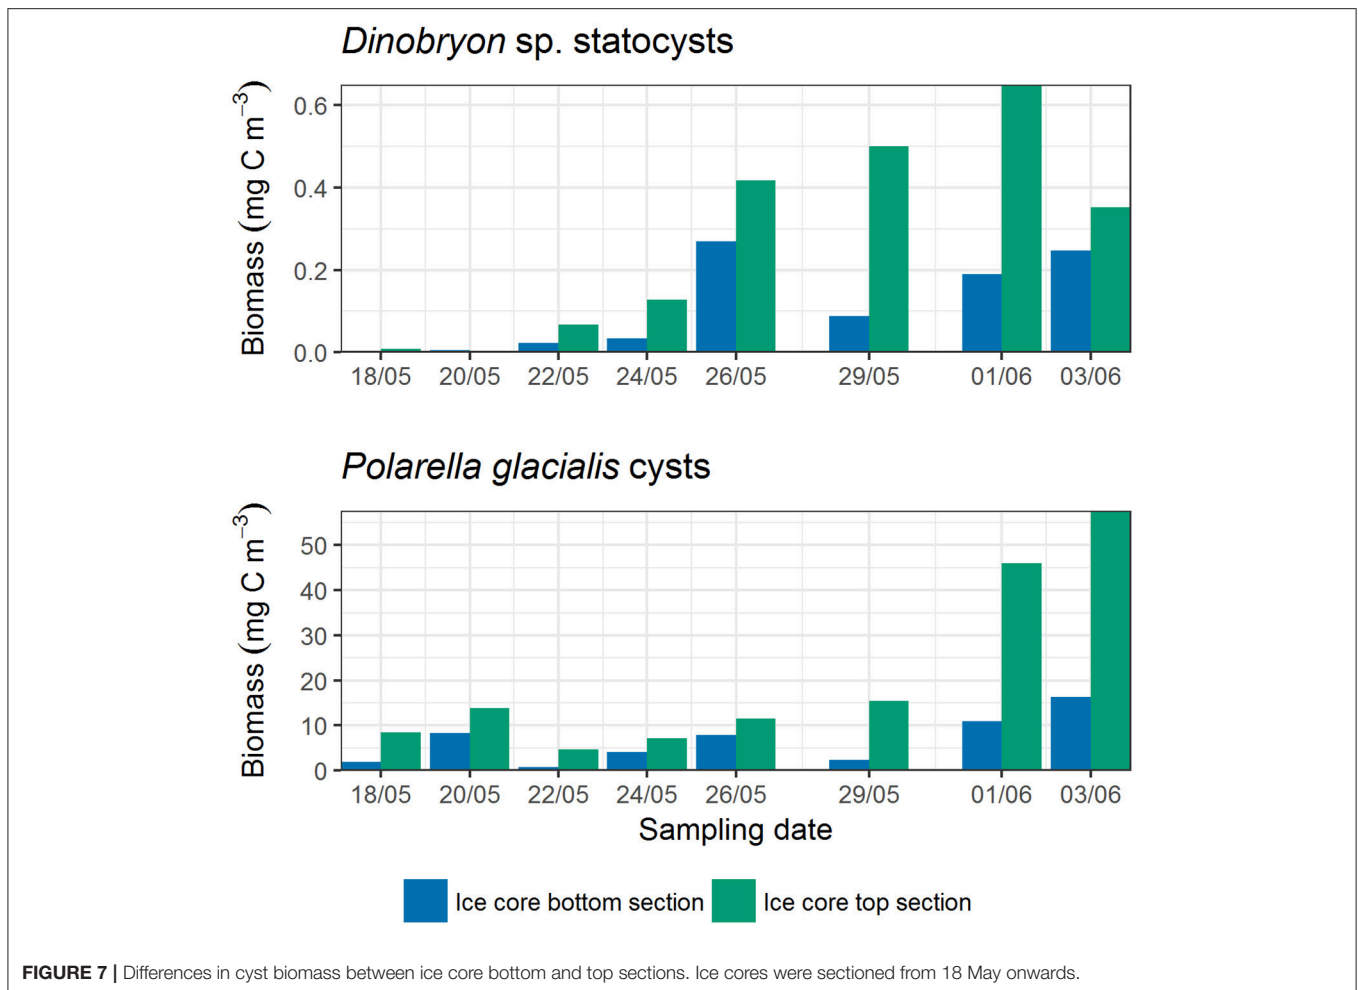 Dinobryon sp. statocysts
Biomass (mg C m⁻³)
0.6
0.4
0.2
0.0
18/05 20/05 22/05 24/05 26/05 29/05 01/06 03/06
Polarella glacialis cysts
Biomass (mg C m⁻³)
50
40
30
20
10
0
18/05 20/05 22/05 24/05 26/05 29/05 01/06 03/06
Sampling date
Ice core bottom section Ice core top section
FIGURE 7 | Differences in cyst biomass between ice core bottom and top sections. Ice cores were sectioned from 18 May onwards.